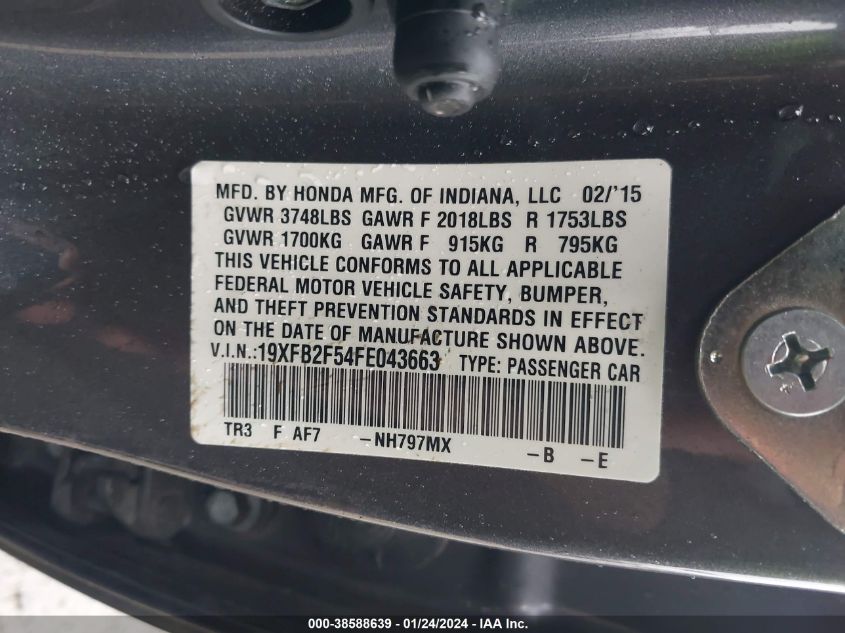 MFD. BY HONDA MFG. OF INDIANA, LLC 02/'15
GVWR 3748LBS GAWR F 2018LBS R 1753LBS
GVWR 1700KG GAWR F 915KG R 795KG
THIS VEHICLE CONFORMS TO ALL APPLICABLE
FEDERAL MOTOR VEHICLE SAFETY, BUMPER,
AND THEFT PREVENTION STANDARDS IN EFFECT
ON THE DATE OF MANUFACTURE SHOWN ABOVE.
V.I.N.:19XFB2F54FE043663 TYPE: PASSENGER CAR
TR3 F AF7 -NH797MX -B -E
000-38588639 - 01/24/2024 - IAA Inc.